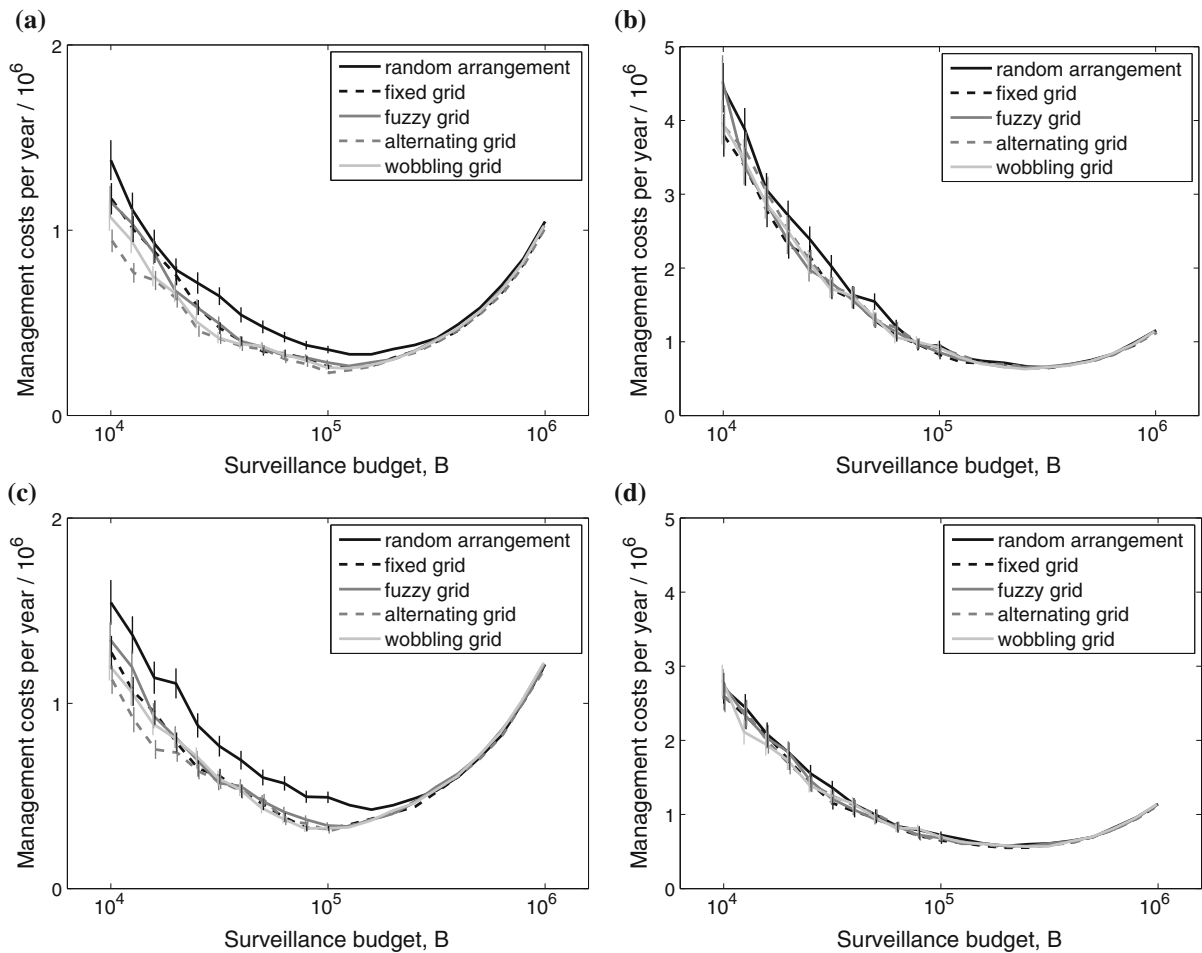 (a)
2
1
0
10^4
10^5
10^6
Management costs per year / 10^6
Surveillance budget, B
random arrangement
fixed grid
fuzzy grid
alternating grid
wobbling grid
(b)
5
4
3
2
1
0
10^4
10^5
10^6
Management costs per year / 10^6
Surveillance budget, B
random arrangement
fixed grid
fuzzy grid
alternating grid
wobbling grid
(c)
2
1
0
10^4
10^5
10^6
Management costs per year / 10^6
Surveillance budget, B
random arrangement
fixed grid
fuzzy grid
alternating grid
wobbling grid
(d)
5
4
3
2
1
0
10^4
10^5
10^6
Management costs per year / 10^6
Surveillance budget, B
random arrangement
fixed grid
fuzzy grid
alternating grid
wobbling grid